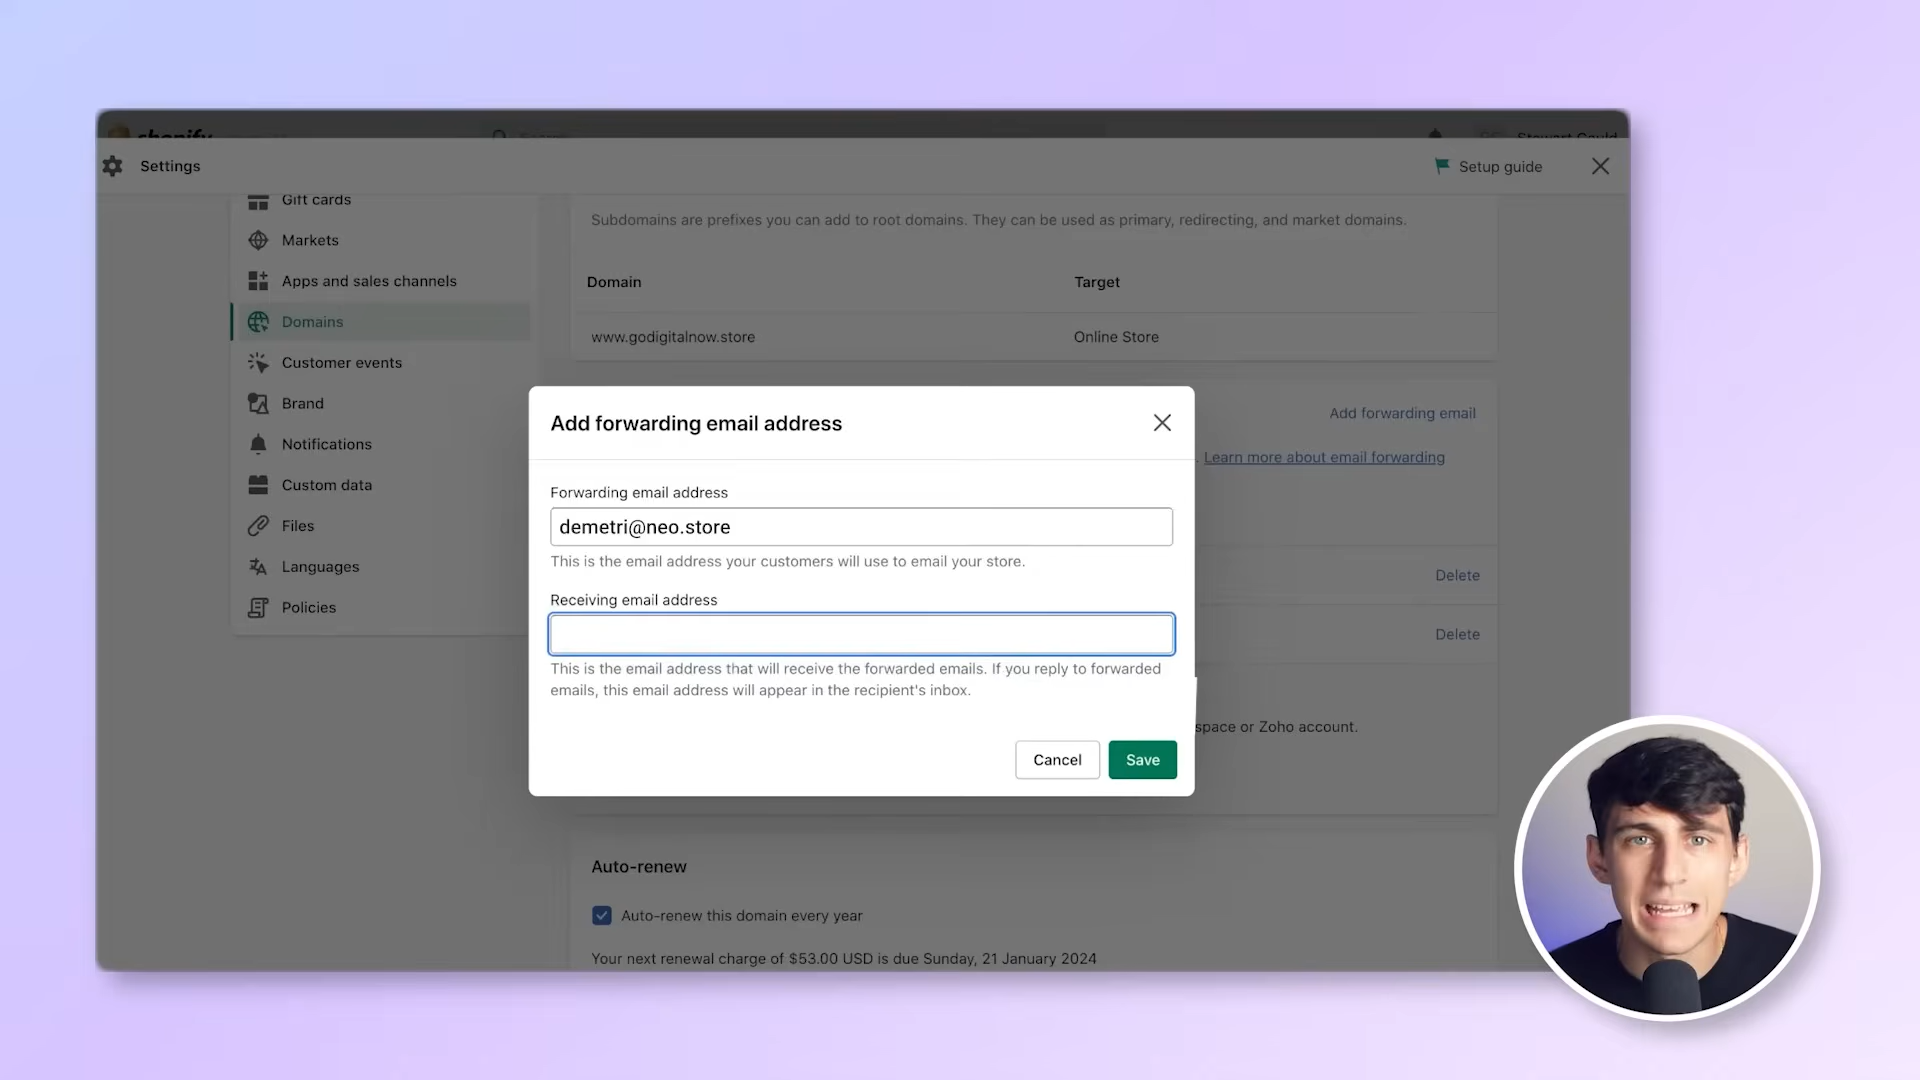 shopify
Stewart Gould
Settings
Setup guide
Gift cards
Markets
Apps and sales channels
Domains
Customer events
Brand
Notifications
Custom data
Files
Languages
Policies
Subdomains are prefixes you can add to root domains. They can be used as primary, redirecting, and market domains.
Domain Target
www.godigitalnow.store Online Store
Add forwarding email
Learn more about email forwarding
Delete
Delete
space or Zoho account.
Add forwarding email address
Forwarding email address
demetri@neo.store
This is the email address your customers will use to email your store.
Receiving email address
This is the email address that will receive the forwarded emails. If you reply to forwarded
emails, this email address will appear in the recipient's inbox.
Cancel
Save
Auto-renew
Auto-renew this domain every year
Your next renewal charge of $53.00 USD is due Sunday, 21 January 2024